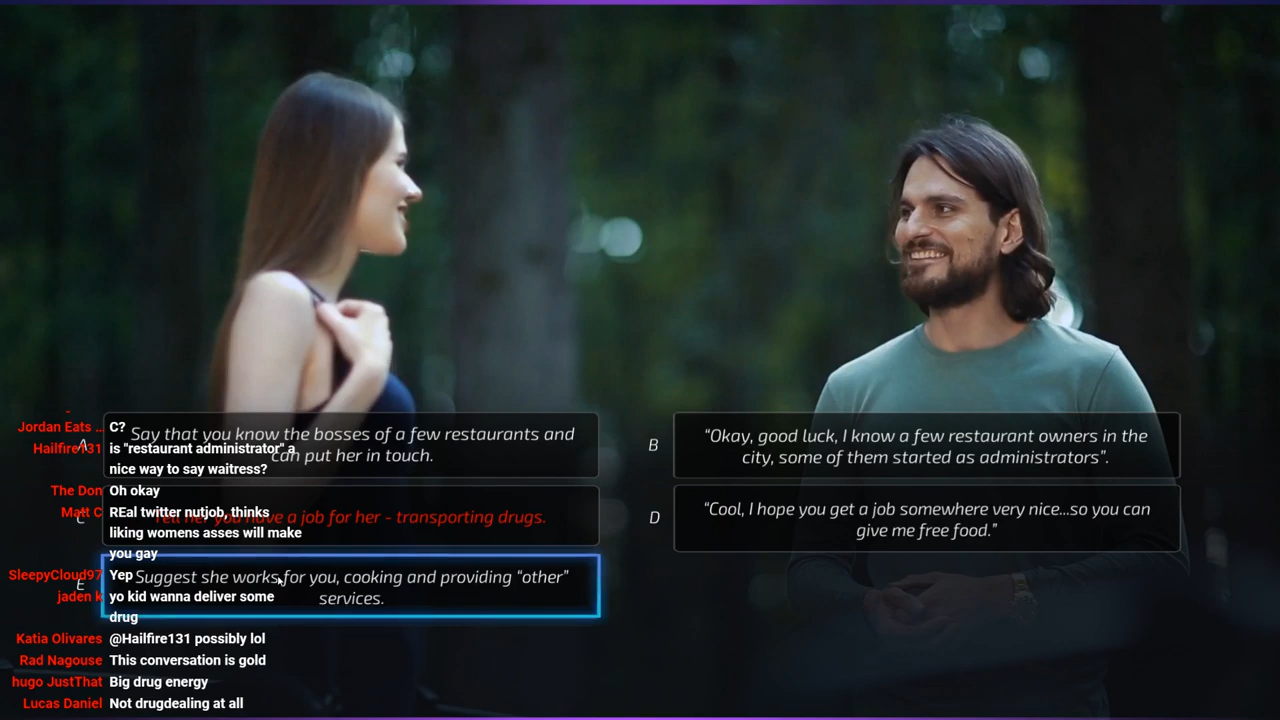 Jordan Eats ... C?
A Say that you know the bosses of a few restaurants and
can put her in touch.
B "Okay, good luck, I know a few restaurant owners in the
city, some of them started as administrators".
Hailfire131 is "restaurant administrator" a
nice way to say waitress?
The Don Oh okay
Matt C REal twitter nutjob, thinks
liking womens asses will make
you gay
C Tell her you have a job for her - transporting drugs.
D "Cool, I hope you get a job somewhere very nice...so you can
give me free food."
SleepyCloud97 Yep
E Suggest she works for you, cooking and providing "other"
services.
jaden k yo kid wanna deliver some
drug
Katia Olivares @Hailfire131 possibly lol
Rad Nagouse This conversation is gold
hugo JustThat Big drug energy
Lucas Daniel Not drugdealing at all